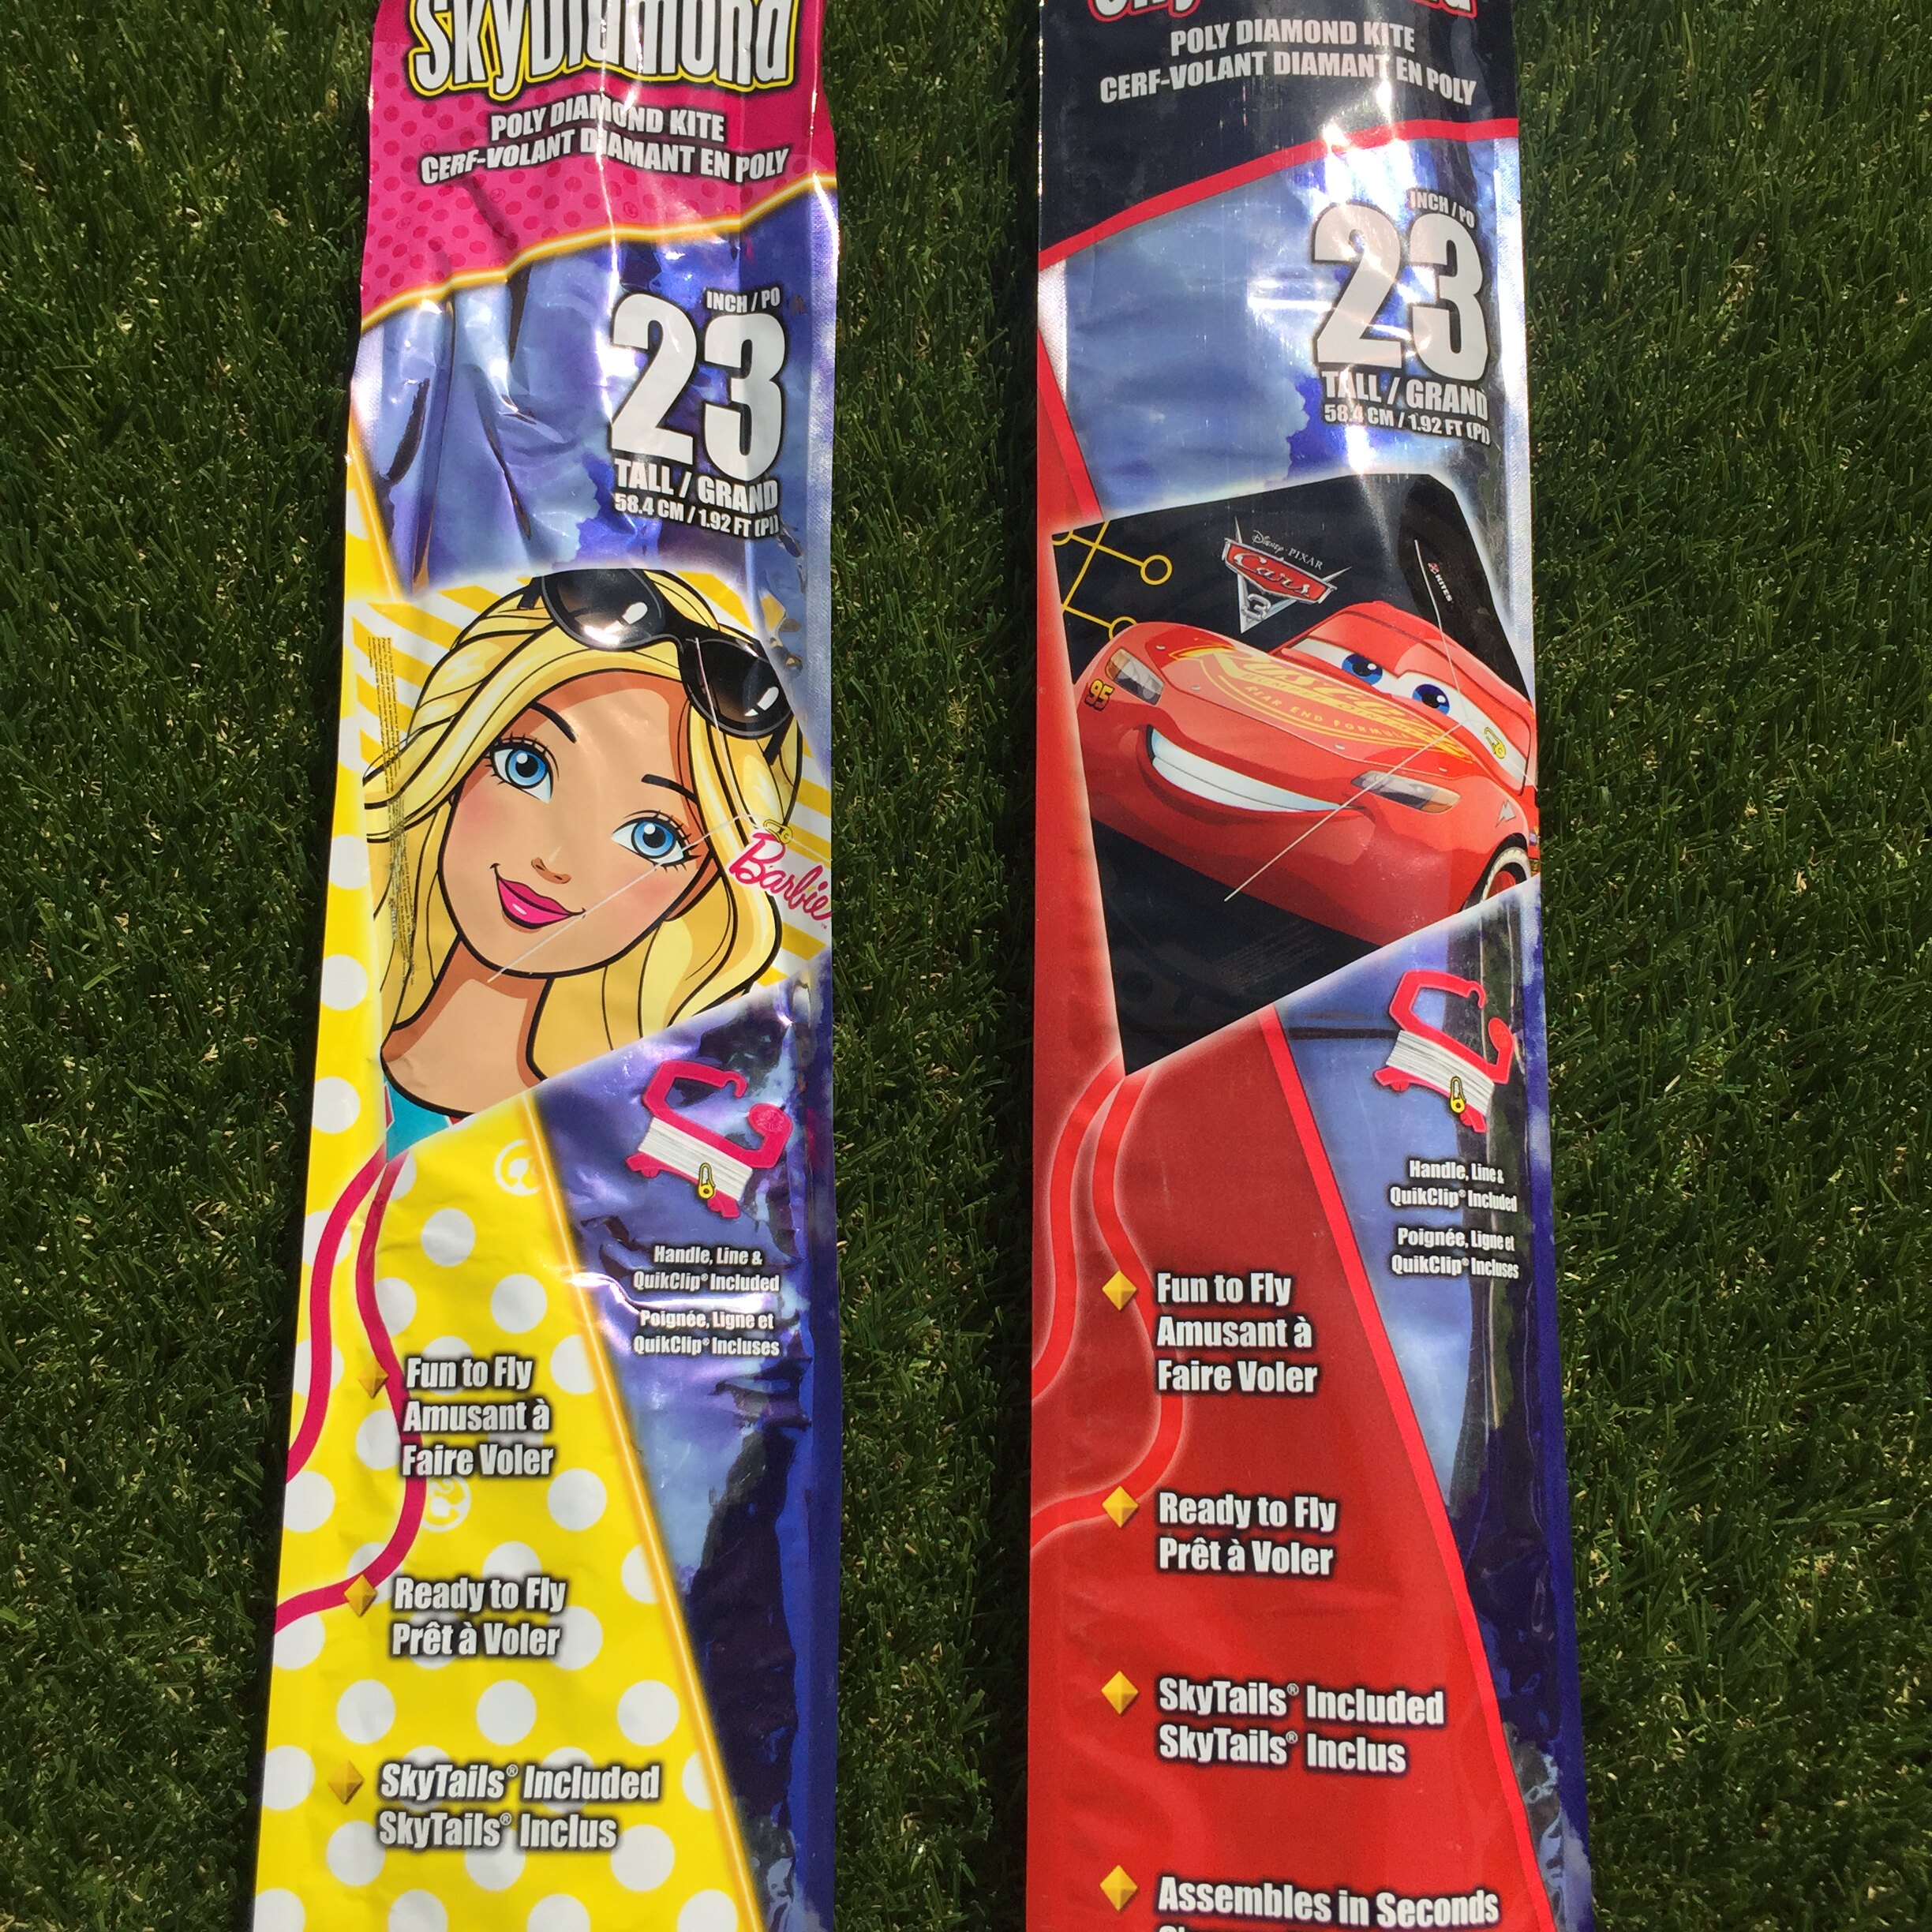 SkyDiamond
POLY DIAMOND KITE
CERF-VOLANT DIAMANT EN POLY
INCH / PO
23
TALL / GRAND
58.4 CM / 1.92 FT (PI)
Barbie
Handle, Line &
QuikClip® Included
Poignée, Ligne et
QuikClip® Incluses
Fun to Fly
Amusant à
Faire Voler
Ready to Fly
Prêt à Voler
SkyTails® Included
SkyTails® Inclus
POLY DIAMOND KITE
CERF-VOLANT DIAMANT EN POLY
INCH / PO
23
TALL / GRAND
58.4 CM / 1.92 FT (PI)
Disney · PIXAR
Cars
3
KITES
95
Handle, Line &
QuikClip® Included
Poignée, Ligne et
QuikClip® Incluses
Fun to Fly
Amusant à
Faire Voler
Ready to Fly
Prêt à Voler
SkyTails® Included
SkyTails® Inclus
Assembles in Seconds